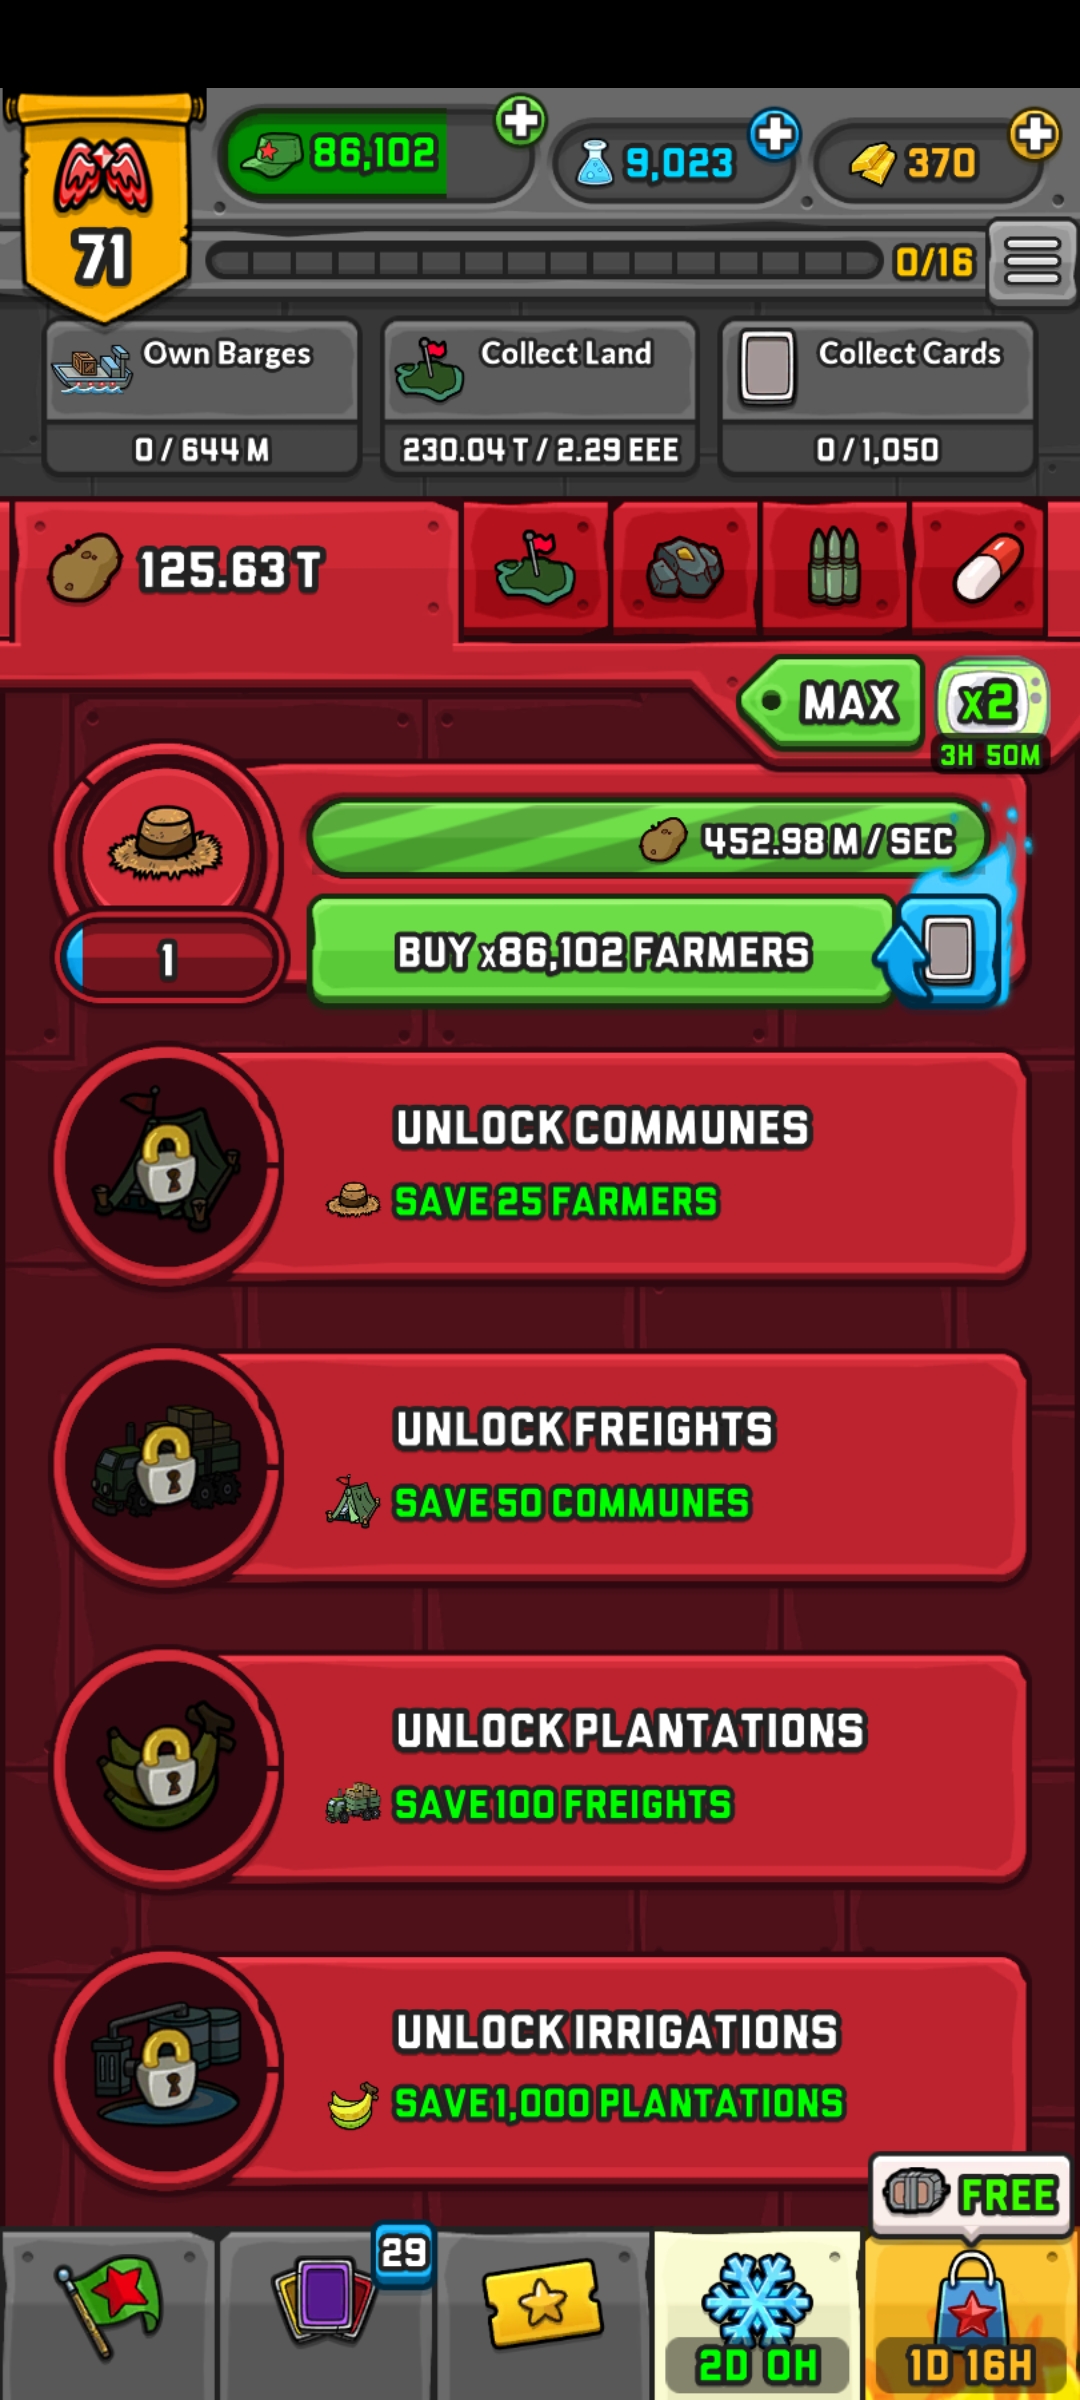 86,102
9,023
370
71
0/16
Own Barges
Collect Land
Collect Cards
0 / 644 M
230.04 T / 2.29 EEE
0 / 1,050
125.63 T
MAX
x2
3H 50M
452.98 M / SEC
1
BUY x86,102 FARMERS
UNLOCK COMMUNES
SAVE 25 FARMERS
UNLOCK FREIGHTS
SAVE 50 COMMUNES
UNLOCK PLANTATIONS
SAVE 100 FREIGHTS
UNLOCK IRRIGATIONS
SAVE 1,000 PLANTATIONS
FREE
29
2D 0H
1D 16H